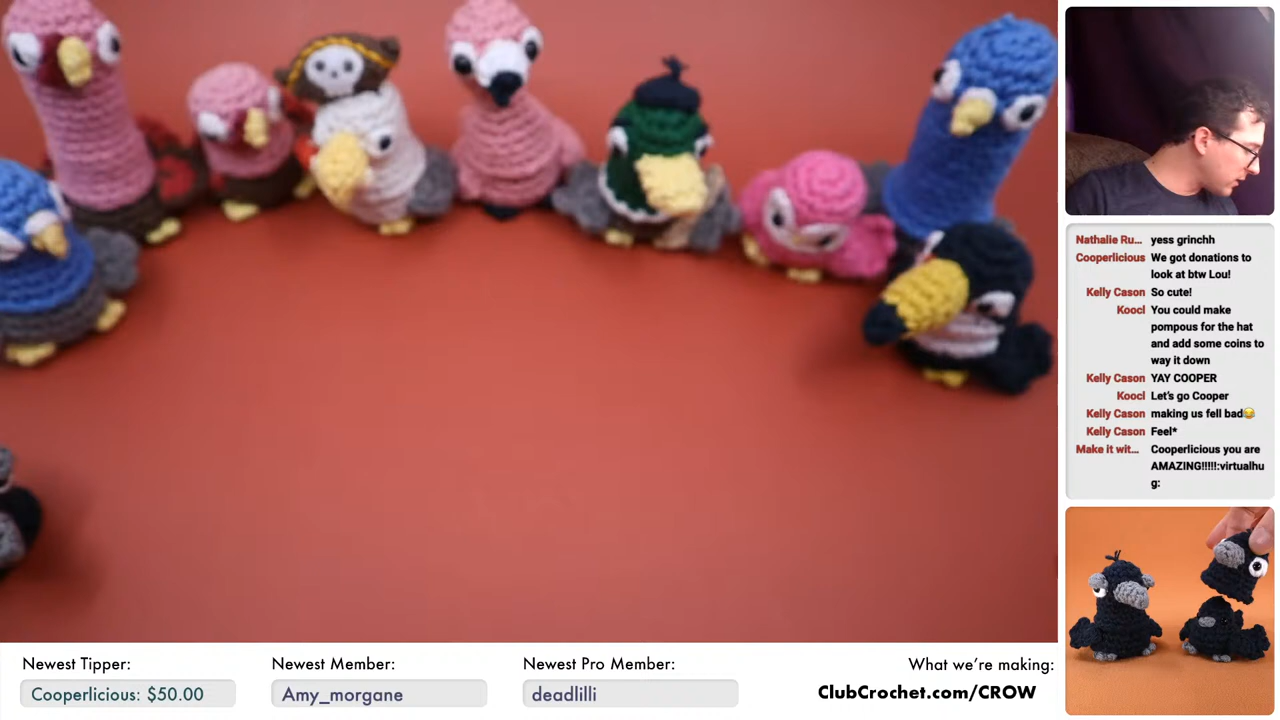 Nathalie Ru... yess grinchh
Cooperlicious We got donations to
look at btw Lou!
Kelly Cason So cute!
Koocl You could make
pompous for the hat
and add some coins to
way it down
Kelly Cason YAY COOPER
Koocl Let's go Cooper
Kelly Cason making us fell bad😂
Kelly Cason Feel*
Make it wit... Cooperlicious you are
AMAZING!!!!!:virtualhu
g:
Newest Tipper:
Cooperlicious: $50.00
Newest Member:
Amy_morgane
Newest Pro Member:
deadlilli
What we're making:
ClubCrochet.com/CROW